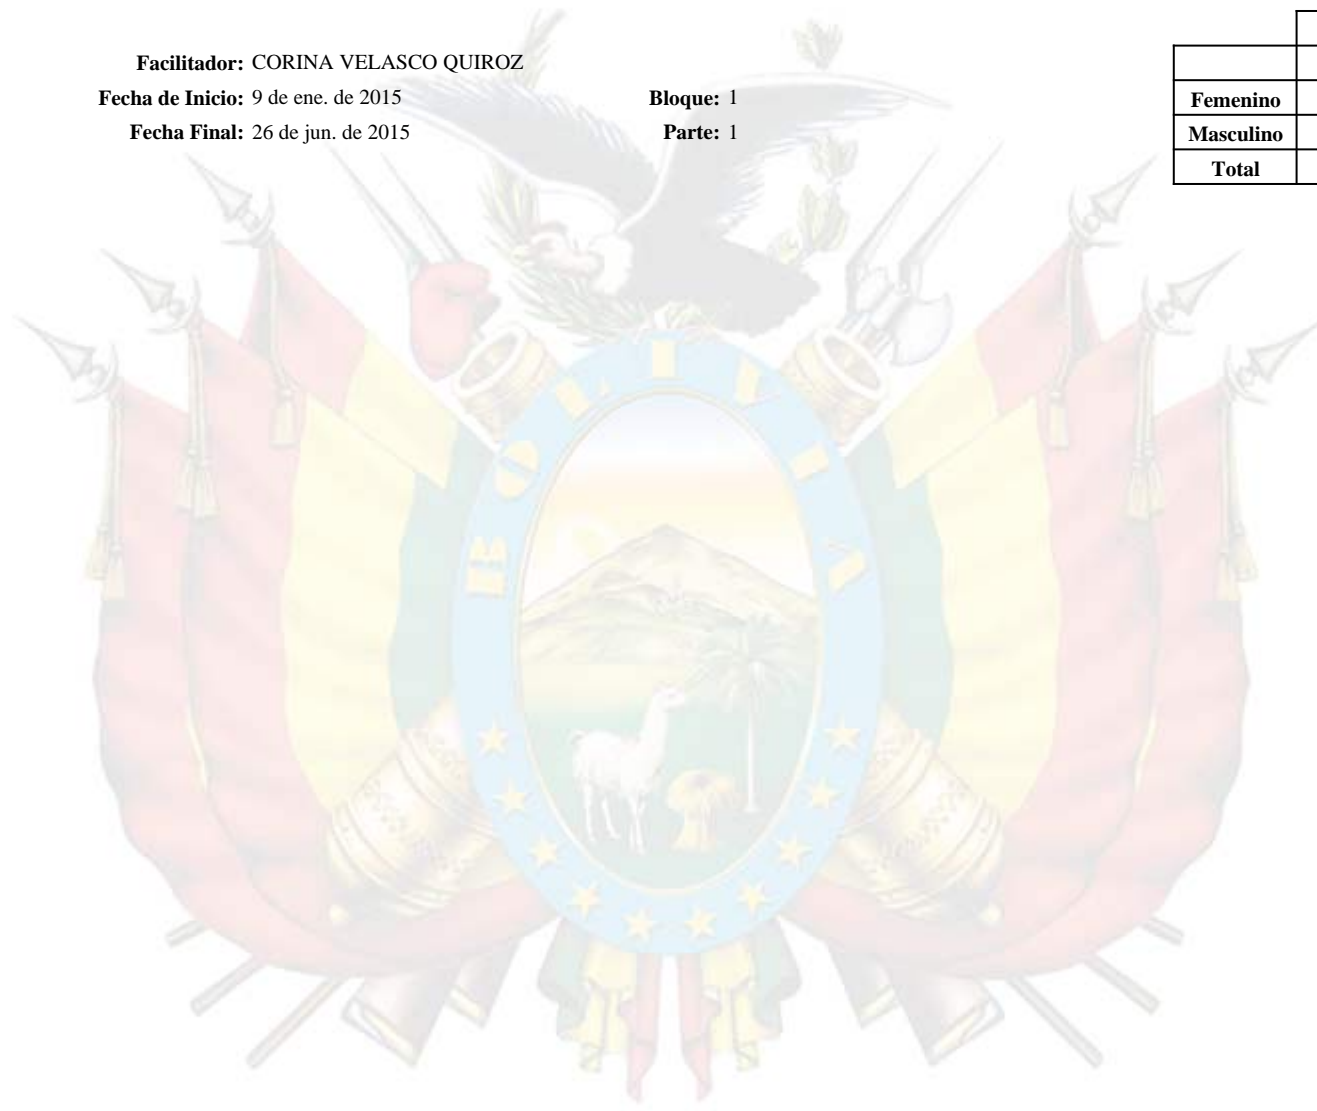 Facilitador: CORINA VELASCO QUIROZ
Fecha de Inicio: 9 de ene. de 2015 Bloque: 1
Fecha Final: 26 de jun. de 2015 Parte: 1
Femenino
Masculino
Total
BOLIVIA